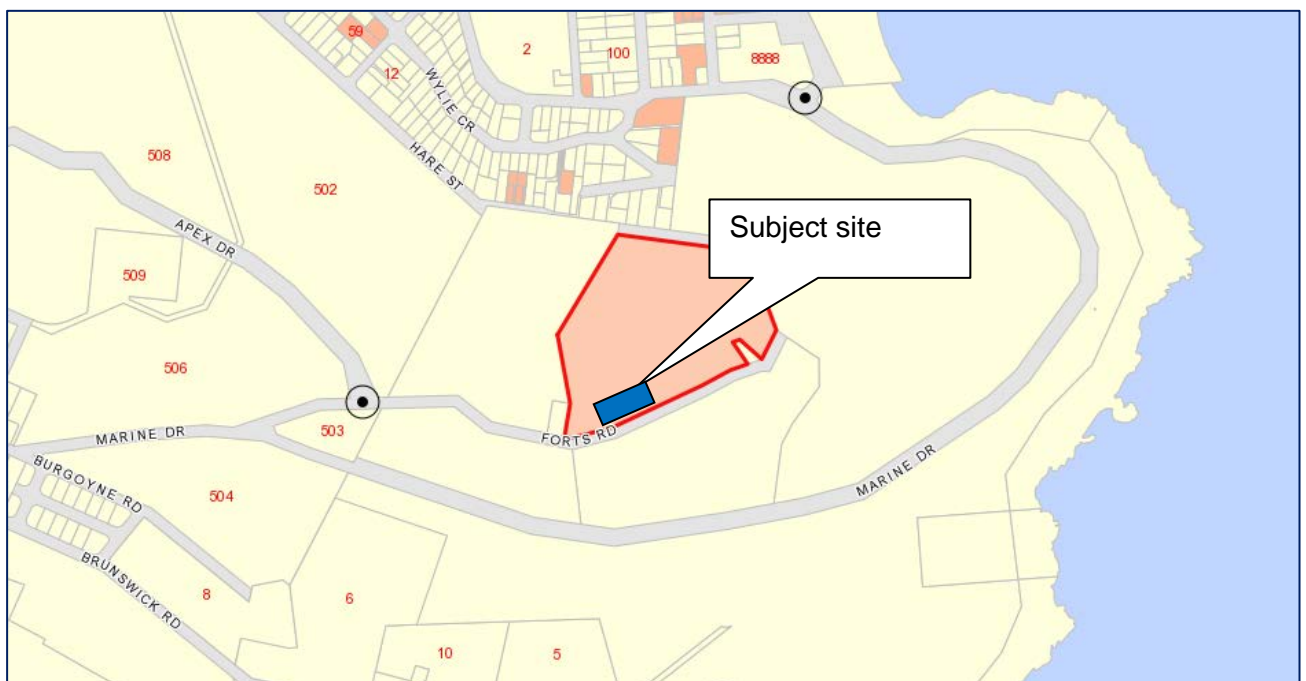 59
2
100
8888
12
WYLIE CR
508
502
HARE ST
APEX DR
Subject site
509
506
503
FORTS RD
MARINE DR
MARINE DR
BURGOYNE RD
504
BRUNSWICK RD
8
6
10
5